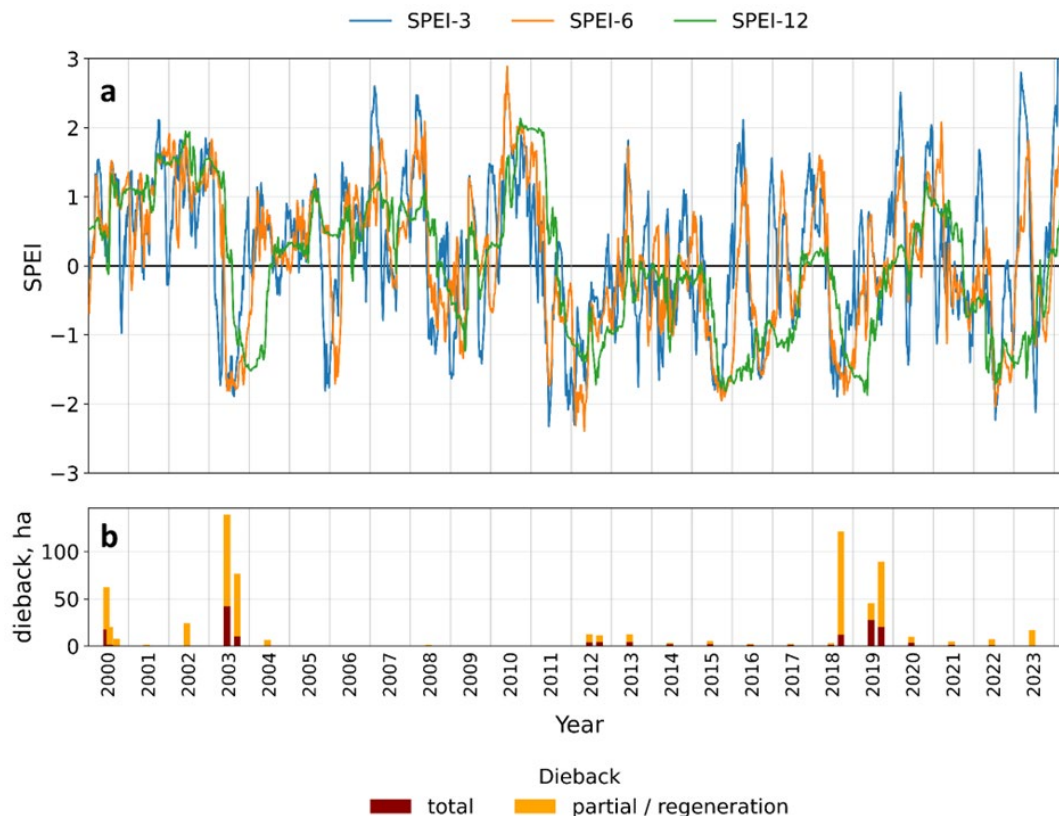 SPEI-3 SPEI-6 SPEI-12
a
3
2
1
0
−1
−2
−3
SPEI
b
100
50
0
dieback, ha
2000 2001 2002 2003 2004 2005 2006 2007 2008 2009 2010 2011 2012 2013 2014 2015 2016 2017 2018 2019 2020 2021 2022 2023
Year
Dieback
total partial / regeneration